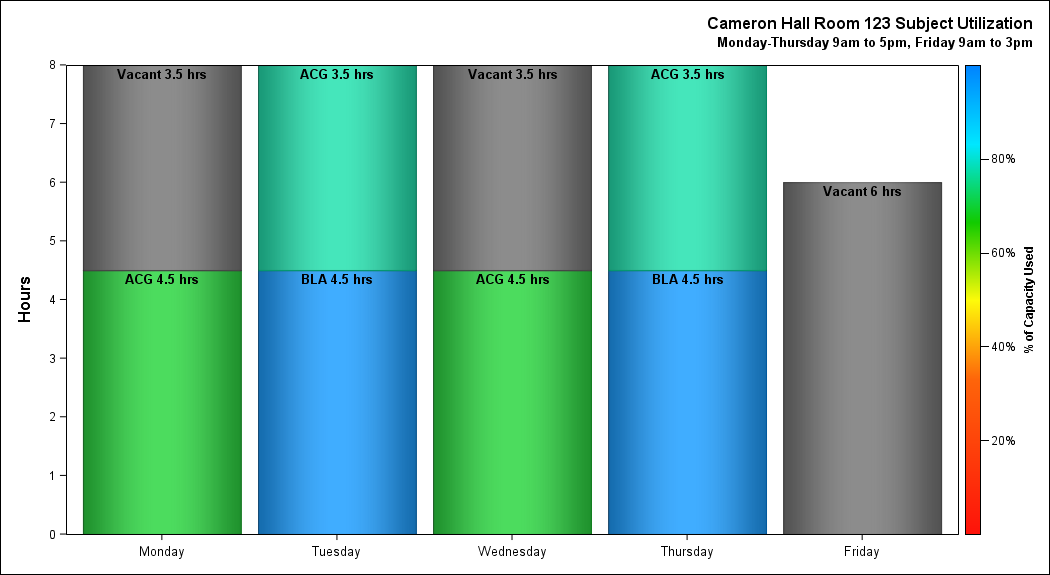 Cameron Hall Room 123 Subject Utilization
Monday-Thursday 9am to 5pm, Friday 9am to 3pm
Hours
8
7
6
5
4
3
2
1
0
Vacant 3.5 hrs
ACG 4.5 hrs
ACG 3.5 hrs
BLA 4.5 hrs
Vacant 3.5 hrs
ACG 4.5 hrs
ACG 3.5 hrs
BLA 4.5 hrs
Vacant 6 hrs
Monday
Tuesday
Wednesday
Thursday
Friday
80%
60%
40%
20%
% of Capacity Used